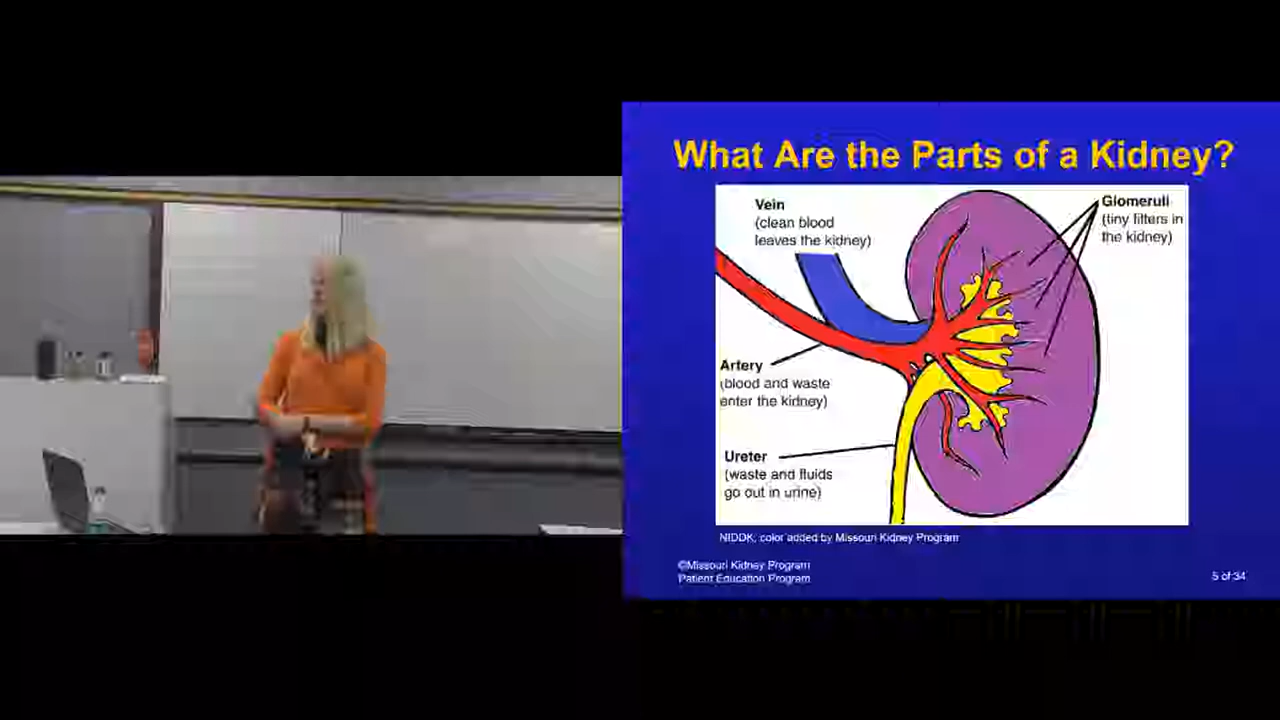 What Are the Parts of a Kidney?
Vein
(clean blood
leaves the kidney)
Glomeruli
(tiny filters in
the kidney)
Artery
(blood and waste
enter the kidney)
Ureter
(waste and fluids
go out in urine)
NIDDK, color added by Missouri Kidney Program
©Missouri Kidney Program
Patient Education Program
5 of 34